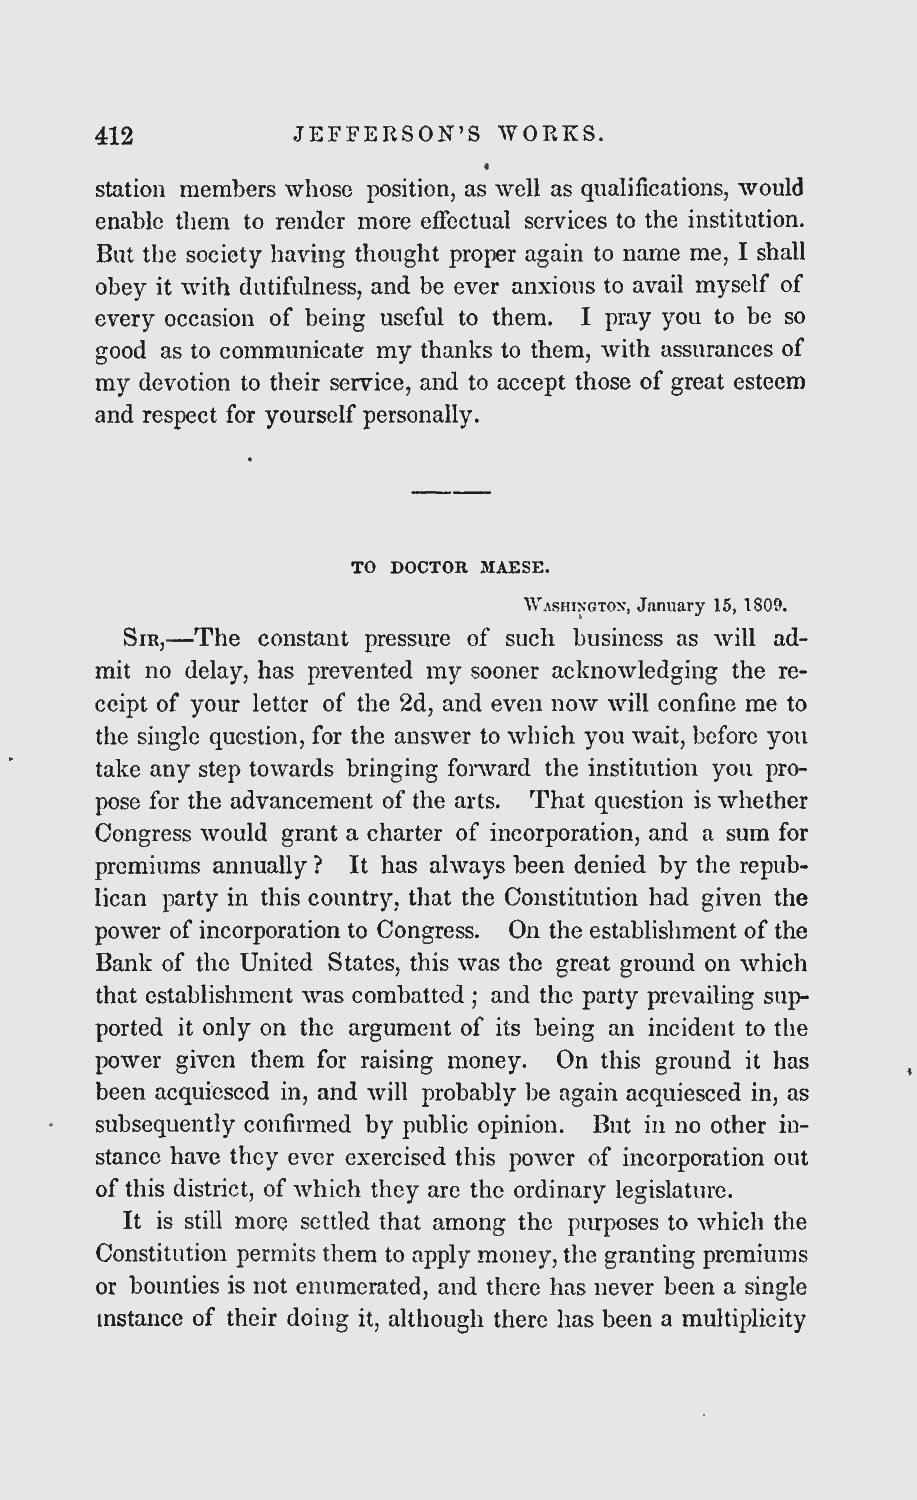 412 JEFFERSON'S WORKS.
station members whose position, as well as qualifications, would
enable them to render more effectual services to the institution.
But the society having thought proper again to name me, I shall
obey it with dutifulness, and be ever anxious to avail myself of
every occasion of being useful to them. I pray you to be so
good as to communicate my thanks to them, with assurances of
my devotion to their service, and to accept those of great esteem
and respect for yourself personally.
TO DOCTOR MAESE.
Washington, January 15, 1809.
Sir,—The constant pressure of such business as will ad-
mit no delay, has prevented my sooner acknowledging the re-
ceipt of your letter of the 2d, and even now will confine me to
the single question, for the answer to which you wait, before you
take any step towards bringing forward the institution you pro-
pose for the advancement of the arts. That question is whether
Congress would grant a charter of incorporation, and a sum for
premiums annually? It has always been denied by the repub-
lican party in this country, that the Constitution had given the
power of incorporation to Congress. On the establishment of the
Bank of the United States, this was the great ground on which
that establishment was combatted; and the party prevailing sup-
ported it only on the argument of its being an incident to the
power given them for raising money. On this ground it has
been acquiesced in, and will probably be again acquiesced in, as
subsequently confirmed by public opinion. But in no other in-
stance have they ever exercised this power of incorporation out
of this district, of which they are the ordinary legislature.
It is still more settled that among the purposes to which the
Constitution permits them to apply money, the granting premiums
or bounties is not enumerated, and there has never been a single
instance of their doing it, although there has been a multiplicity